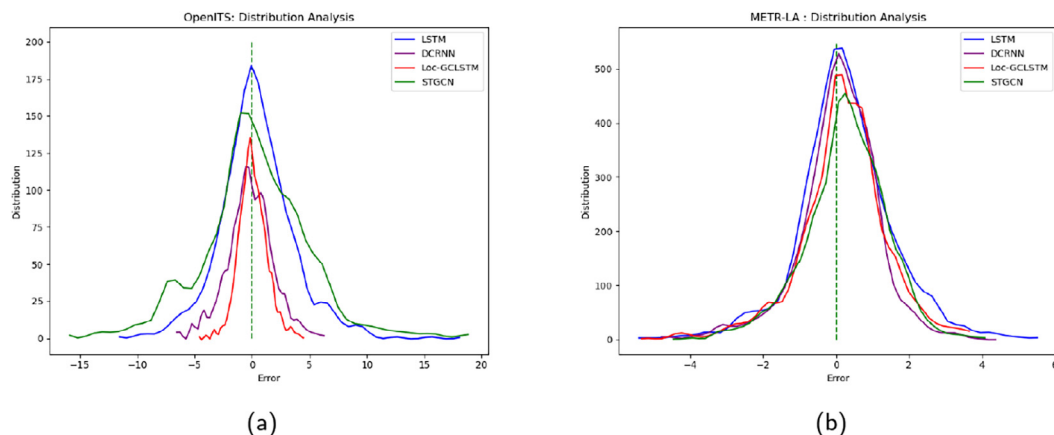 OpenITS: Distribution Analysis
200
175
150
125
100
75
50
25
0
Distribution
−15
−10
−5
0
5
10
15
20
Error
LSTM
DCRNN
Loc-GCLSTM
STGCN
(a)
METR-LA : Distribution Analysis
500
400
300
200
100
0
Distribution
−4
−2
0
2
4
6
Error
LSTM
DCRNN
Loc-GCLSTM
STGCN
(b)